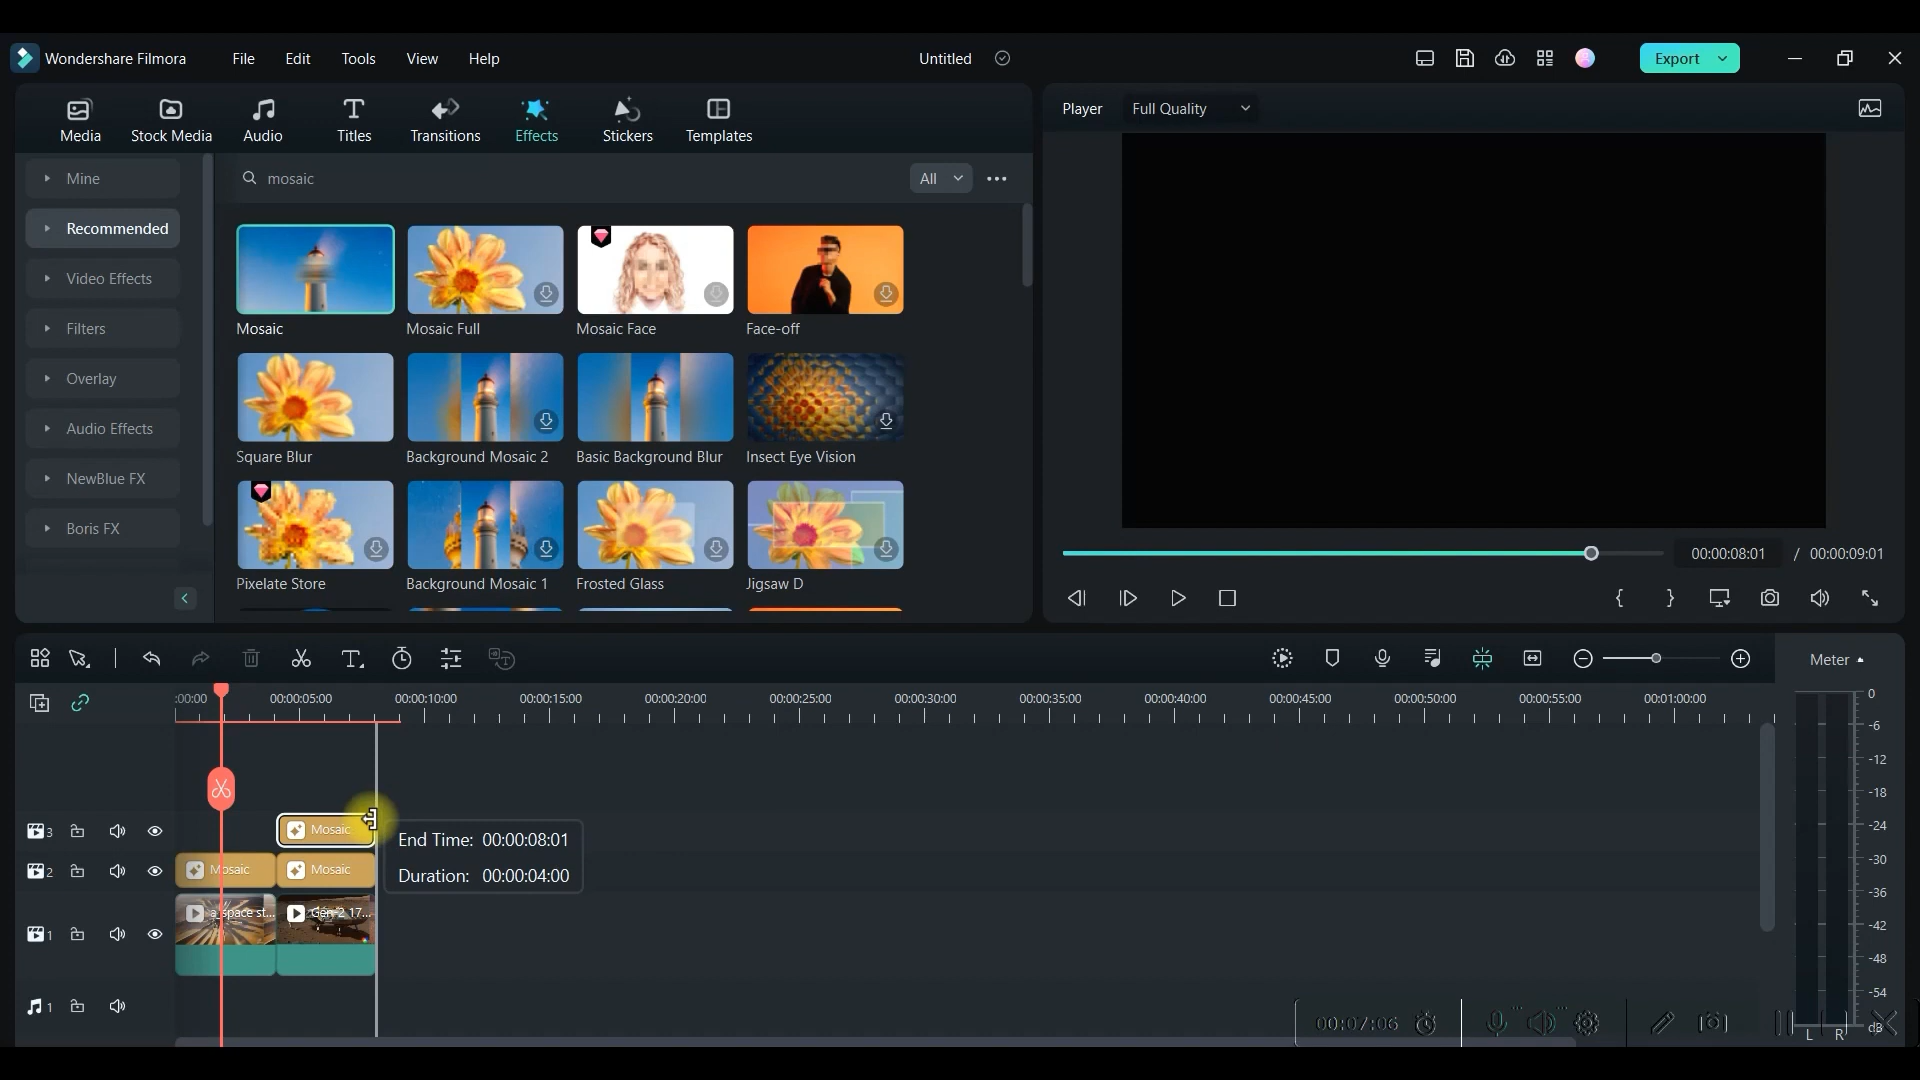 Wondershare Filmora
File
Edit
Tools
View
Help
Untitled
Export
Media
Stock Media
Audio
Titles
Transitions
Effects
Stickers
Templates
Player
Full Quality
Mine
Recommended
Video Effects
Filters
Overlay
Audio Effects
NewBlue FX
Boris FX
mosaic
All
Mosaic
Mosaic Full
Mosaic Face
Face-off
Square Blur
Background Mosaic 2
Basic Background Blur
Insect Eye Vision
Pixelate Store
Background Mosaic 1
Frosted Glass
Jigsaw D
00:00:08:01 / 00:00:09:01
Meter
:00:00
00:00:05:00
00:00:10:00
00:00:15:00
00:00:20:00
00:00:25:00
00:00:30:00
00:00:35:00
00:00:40:00
00:00:45:00
00:00:50:00
00:00:55:00
00:01:00:00
3
Mosaic
2
Mosaic
Mosaic
1
a_space st...
Gen-2 17...
1
End Time: 00:00:08:01
Duration: 00:00:04:00
0
-6
-12
-18
-24
-30
-36
-42
-48
-54
dB
L
R
00:07:06